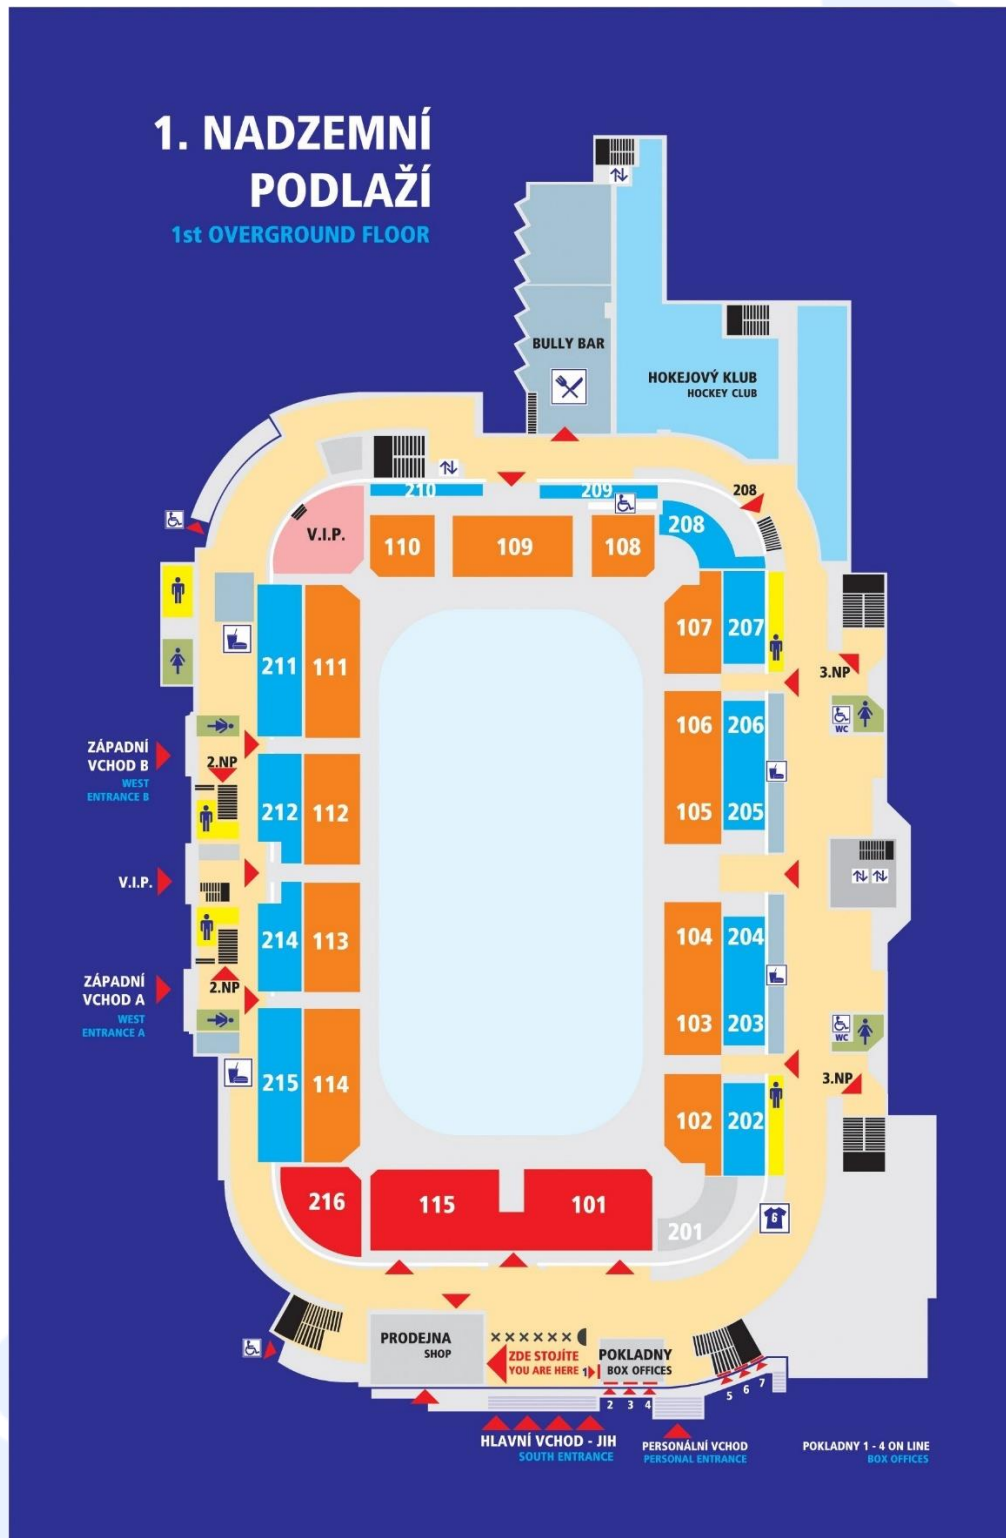 1. NADZEMNÍ
PODLAŽÍ
1st OVERGROUND FLOOR
BULLY BAR
HOKEJOVÝ KLUB
HOCKEY CLUB
210
209
208
208
V.I.P.
110
109
108
107
207
211
111
3.NP
106
206
WC
ZÁPADNÍ
VCHOD B
WEST
ENTRANCE B
2.NP
212
112
105
205
V.I.P.
214
113
104
204
ZÁPADNÍ
VCHOD A
WEST
ENTRANCE A
2.NP
103
203
WC
215
114
102
202
3.NP
216
115
101
201
6
PRODEJNA
SHOP
ZDE STOJÍTE
YOU ARE HERE
1
POKLADNY
BOX OFFICES
2
3
4
5
6
7
HLAVNÍ VCHOD - JIH
SOUTH ENTRANCE
PERSONÁLNÍ VCHOD
PERSONAL ENTRANCE
POKLADNY 1 - 4 ON LINE
BOX OFFICES